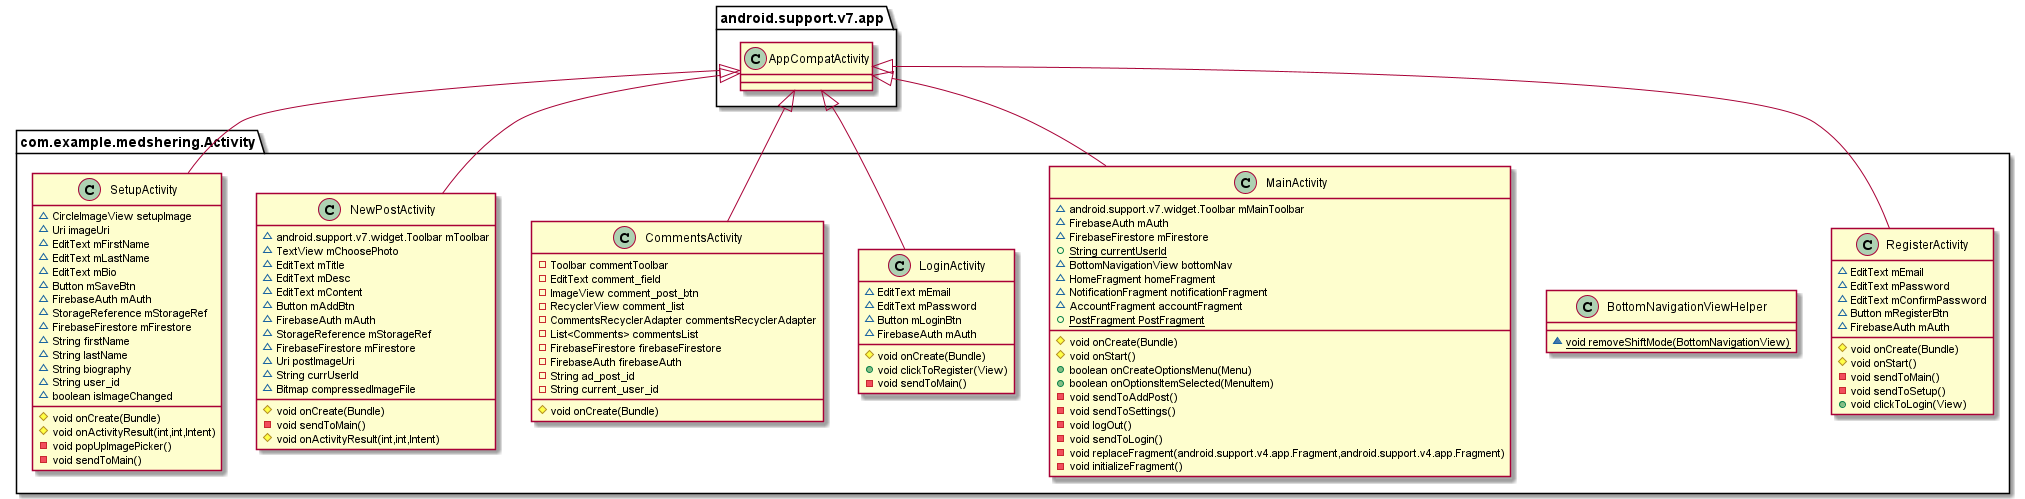 android.support.v7.app
C AppCompatActivity
com.example.medshering.Activity
C SetupActivity
CircleImageView setupImage
Uri imageUri
EditText mFirstName
EditText mLastName
EditText mBio
Button mSaveBtn
FirebaseAuth mAuth
StorageReference mStorageRef
FirebaseFirestore mFirestore
String firstName
String lastName
String biography
String user_id
boolean isImageChanged
void onCreate(Bundle)
void onActivityResult(int,int,Intent)
void popUpImagePicker()
void sendToMain()
C NewPostActivity
android.support.v7.widget.Toolbar mToolbar
TextView mChoosePhoto
EditText mTitle
EditText mDesc
EditText mContent
Button mAddBtn
FirebaseAuth mAuth
StorageReference mStorageRef
FirebaseFirestore mFirestore
Uri postImageUri
String currUserId
Bitmap compressedImageFile
void onCreate(Bundle)
void sendToMain()
void onActivityResult(int,int,Intent)
C CommentsActivity
Toolbar commentToolbar
EditText comment_field
ImageView comment_post_btn
RecyclerView comment_list
CommentsRecyclerAdapter commentsRecyclerAdapter
List<Comments> commentsList
FirebaseFirestore firebaseFirestore
FirebaseAuth firebaseAuth
String ad_post_id
String current_user_id
void onCreate(Bundle)
C LoginActivity
EditText mEmail
EditText mPassword
Button mLoginBtn
FirebaseAuth mAuth
void onCreate(Bundle)
void clickToRegister(View)
void sendToMain()
C MainActivity
android.support.v7.widget.Toolbar mMainToolbar
FirebaseAuth mAuth
FirebaseFirestore mFirestore
String currentUserId
BottomNavigationView bottomNav
HomeFragment homeFragment
NotificationFragment notificationFragment
AccountFragment accountFragment
PostFragment PostFragment
void onCreate(Bundle)
void onStart()
boolean onCreateOptionsMenu(Menu)
boolean onOptionsItemSelected(MenuItem)
void sendToAddPost()
void sendToSettings()
void logOut()
void sendToLogin()
void replaceFragment(android.support.v4.app.Fragment,android.support.v4.app.Fragment)
void initializeFragment()
C BottomNavigationViewHelper
void removeShiftMode(BottomNavigationView)
C RegisterActivity
EditText mEmail
EditText mPassword
EditText mConfirmPassword
Button mRegisterBtn
FirebaseAuth mAuth
void onCreate(Bundle)
void onStart()
void sendToMain()
void sendToSetup()
void clickToLogin(View)